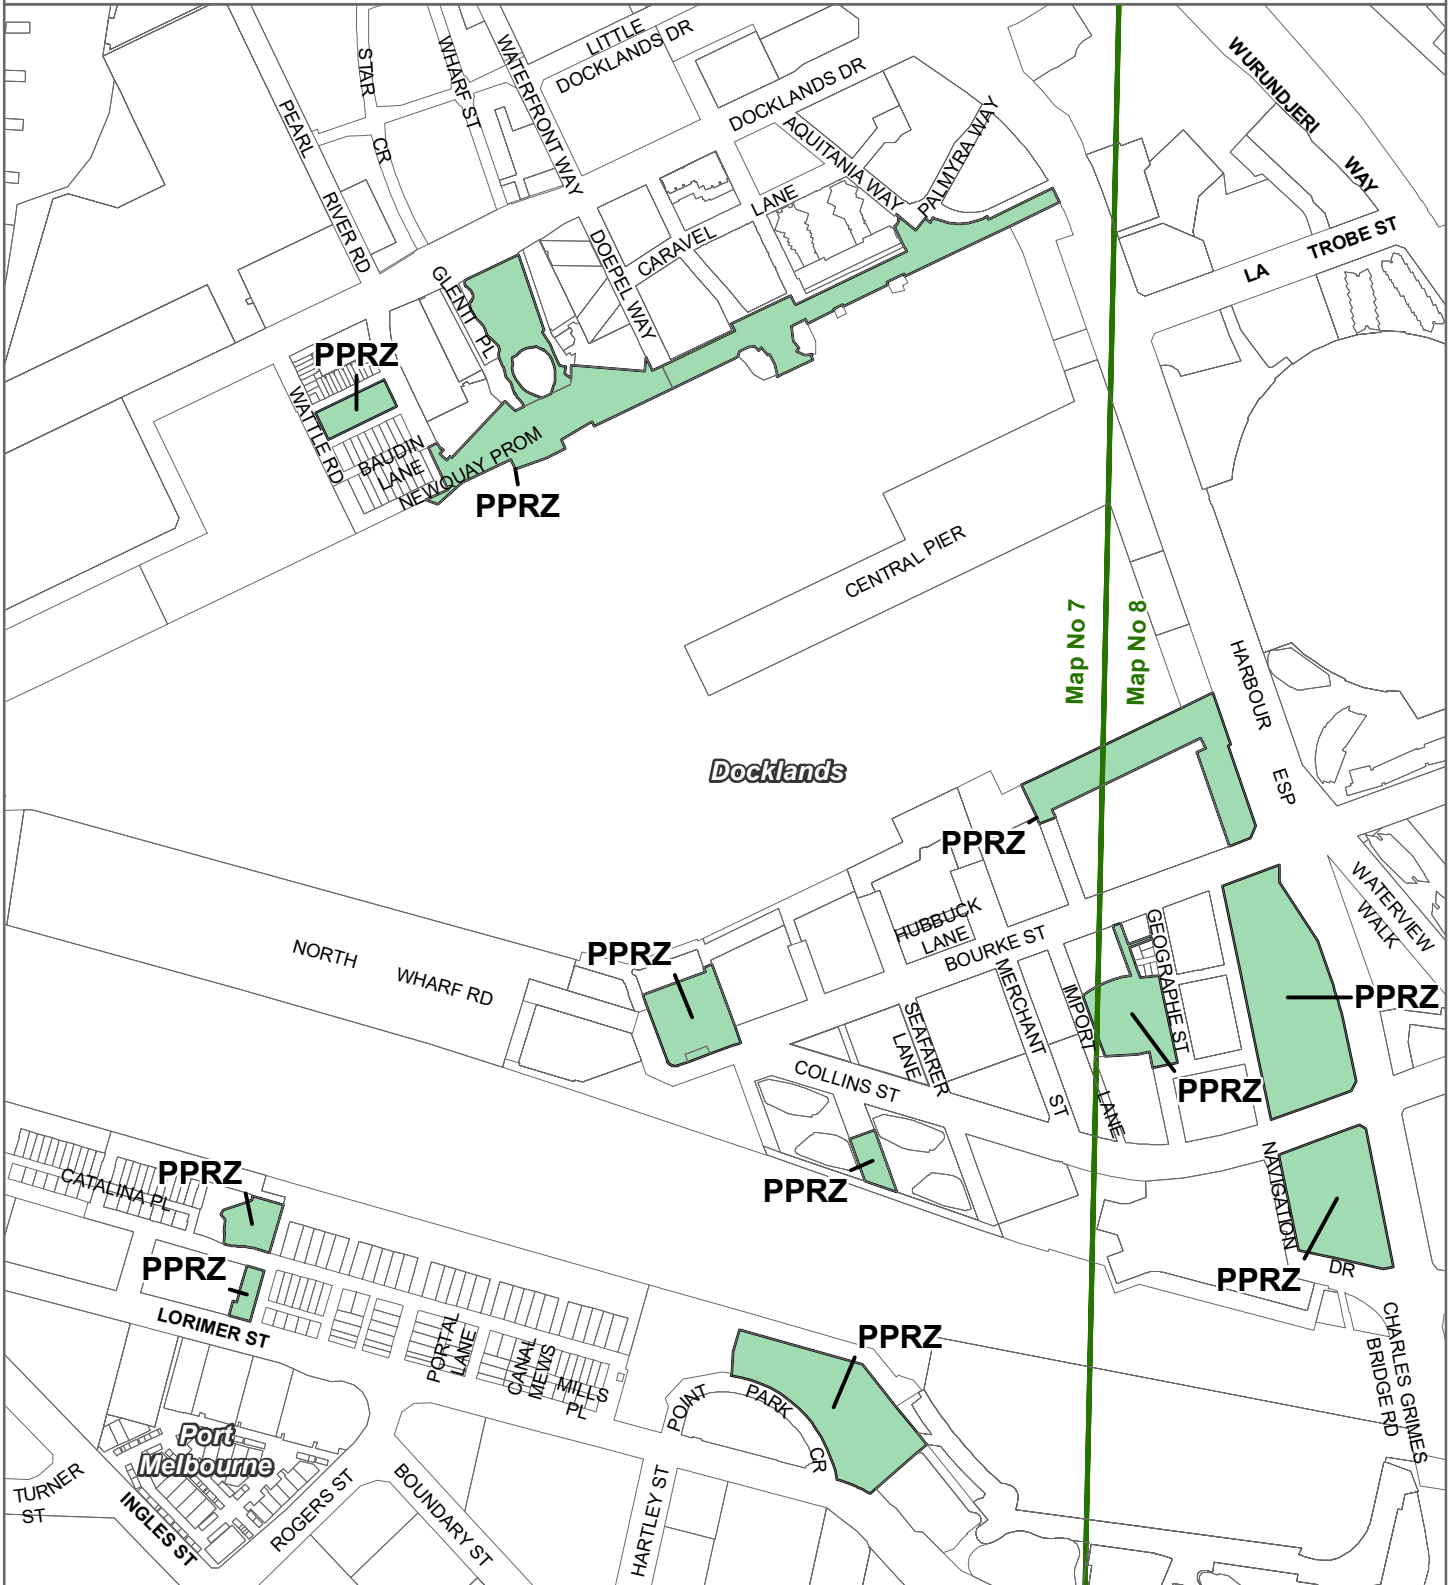 LITTLE
DOCKLANDS DR
STAR
CR
WHARF ST
WATERFRONT WAY
PEARL
RIVER RD
DOCKLANDS DR
AQUITANIA WAY
PALMYRA WAY
WURUNDJERI
WAY
LA
TROBE ST
LANE
CARAVEL
DOEPEL WAY
GLENTI PL
PPRZ
WATTLE RD
BAUDIN
LANE
NEWQUAY PROM
PPRZ
CENTRAL PIER
Map No 7
Map No 8
HARBOUR
ESP
Docklands
PPRZ
HUBBUCK
LANE
BOURKE ST
WATERVIEW
WALK
NORTH
WHARF RD
PPRZ
SEAFARER
LANE
MERCHANT
ST
IMPORT
LANE
GEOGRAPHE ST
PPRZ
PPRZ
COLLINS ST
PPRZ
NAVIGATION
DR
PPRZ
CATALINA PL
PPRZ
PPRZ
LORIMER ST
PORTAL
LANE
CANAL
MEWS
MILLS
PL
PPRZ
POINT
PARK
CR
CHARLES GRIMES
BRIDGE RD
Port
Melbourne
TURNER
ST
INGLES ST
ROGERS ST
BOUNDARY ST
HARTLEY ST